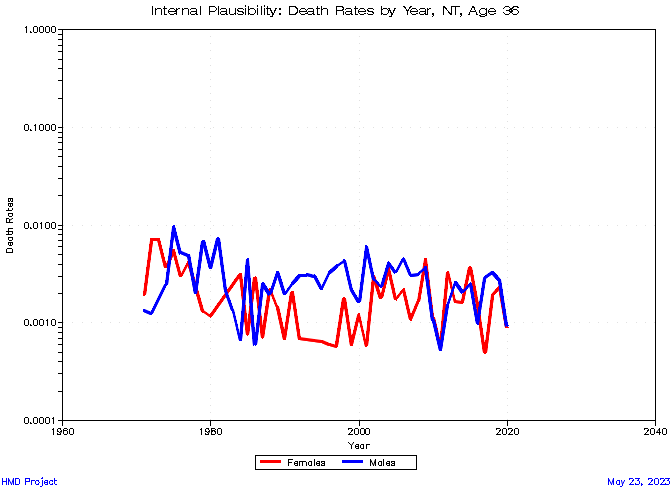 Internal Plausibility: Death Rates by Year, NT, Age 36
1.0000
0.1000
0.0100
0.0010
0.0001
Death Rates
1960
1980
2000
2020
2040
Year
Females
Males
HMD Project
May 23, 2023